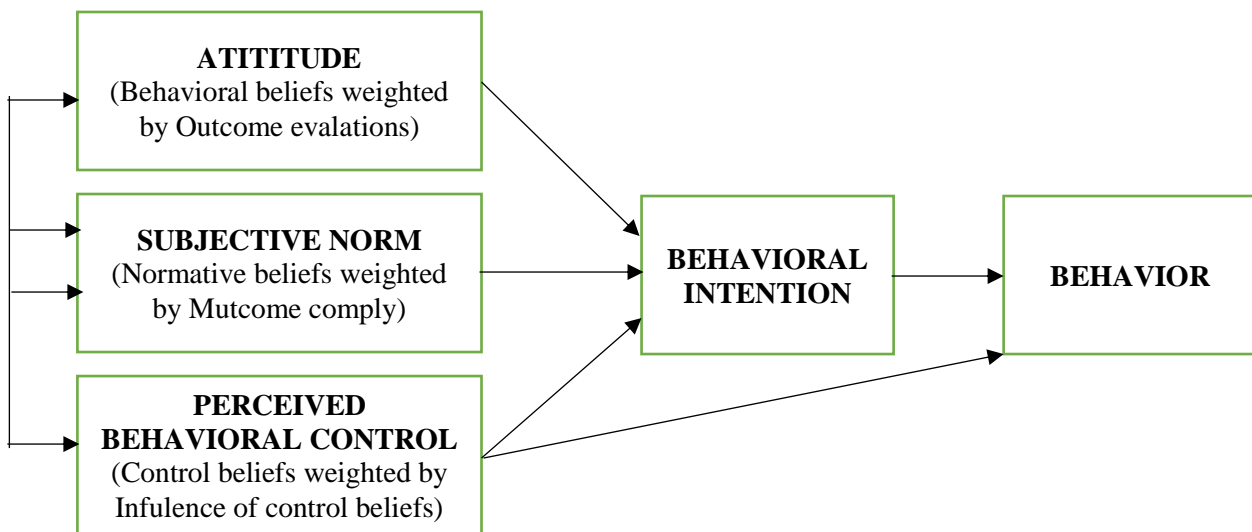 ATITITUDE
(Behavioral beliefs weighted
by Outcome evalations)
SUBJECTIVE NORM
(Normative beliefs weighted
by Mutcome comply)
PERCEIVED
BEHAVIORAL CONTROL
(Control beliefs weighted by
Infulence of control beliefs)
BEHAVIORAL
INTENTION
BEHAVIOR